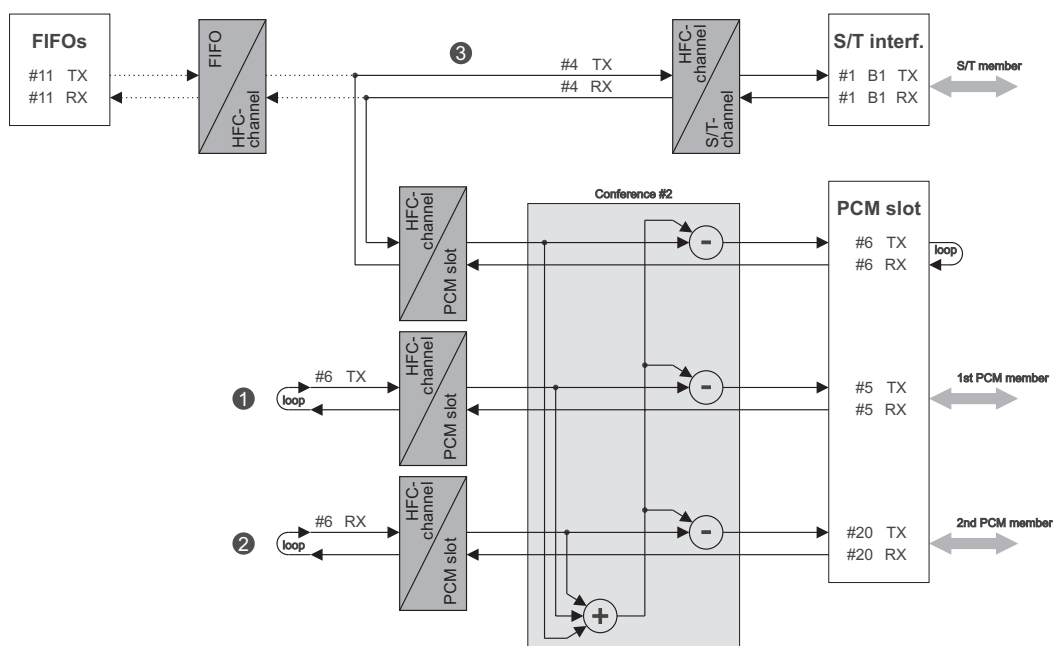 FIFOs
#11 TX
#11 RX
FIFO
HFC-
channel
3
#4 TX
#4 RX
HFC-
channel
S/T-
channel
S/T interf.
#1 B1 TX
#1 B1 RX
S/T member
HFC-
channel
PCM slot
Conference #2
-
PCM slot
#6 TX
#6 RX
loop
1
loop
#6 TX
HFC-
channel
PCM slot
-
#5 TX
#5 RX
1st PCM member
2
loop
#6 RX
HFC-
channel
PCM slot
-
#20 TX
#20 RX
2nd PCM member
+